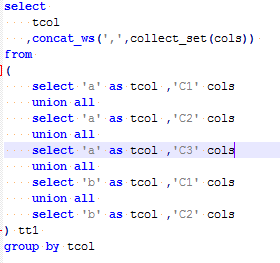 select
tcol
,concat_ws(',',collect_set(cols))
from
(
select 'a' as tcol ,'C1' cols
union all
select 'a' as tcol ,'C2' cols
union all
select 'a' as tcol ,'C3' cols
union all
select 'b' as tcol ,'C1' cols
union all
select 'b' as tcol ,'C2' cols
) tt1
group by tcol